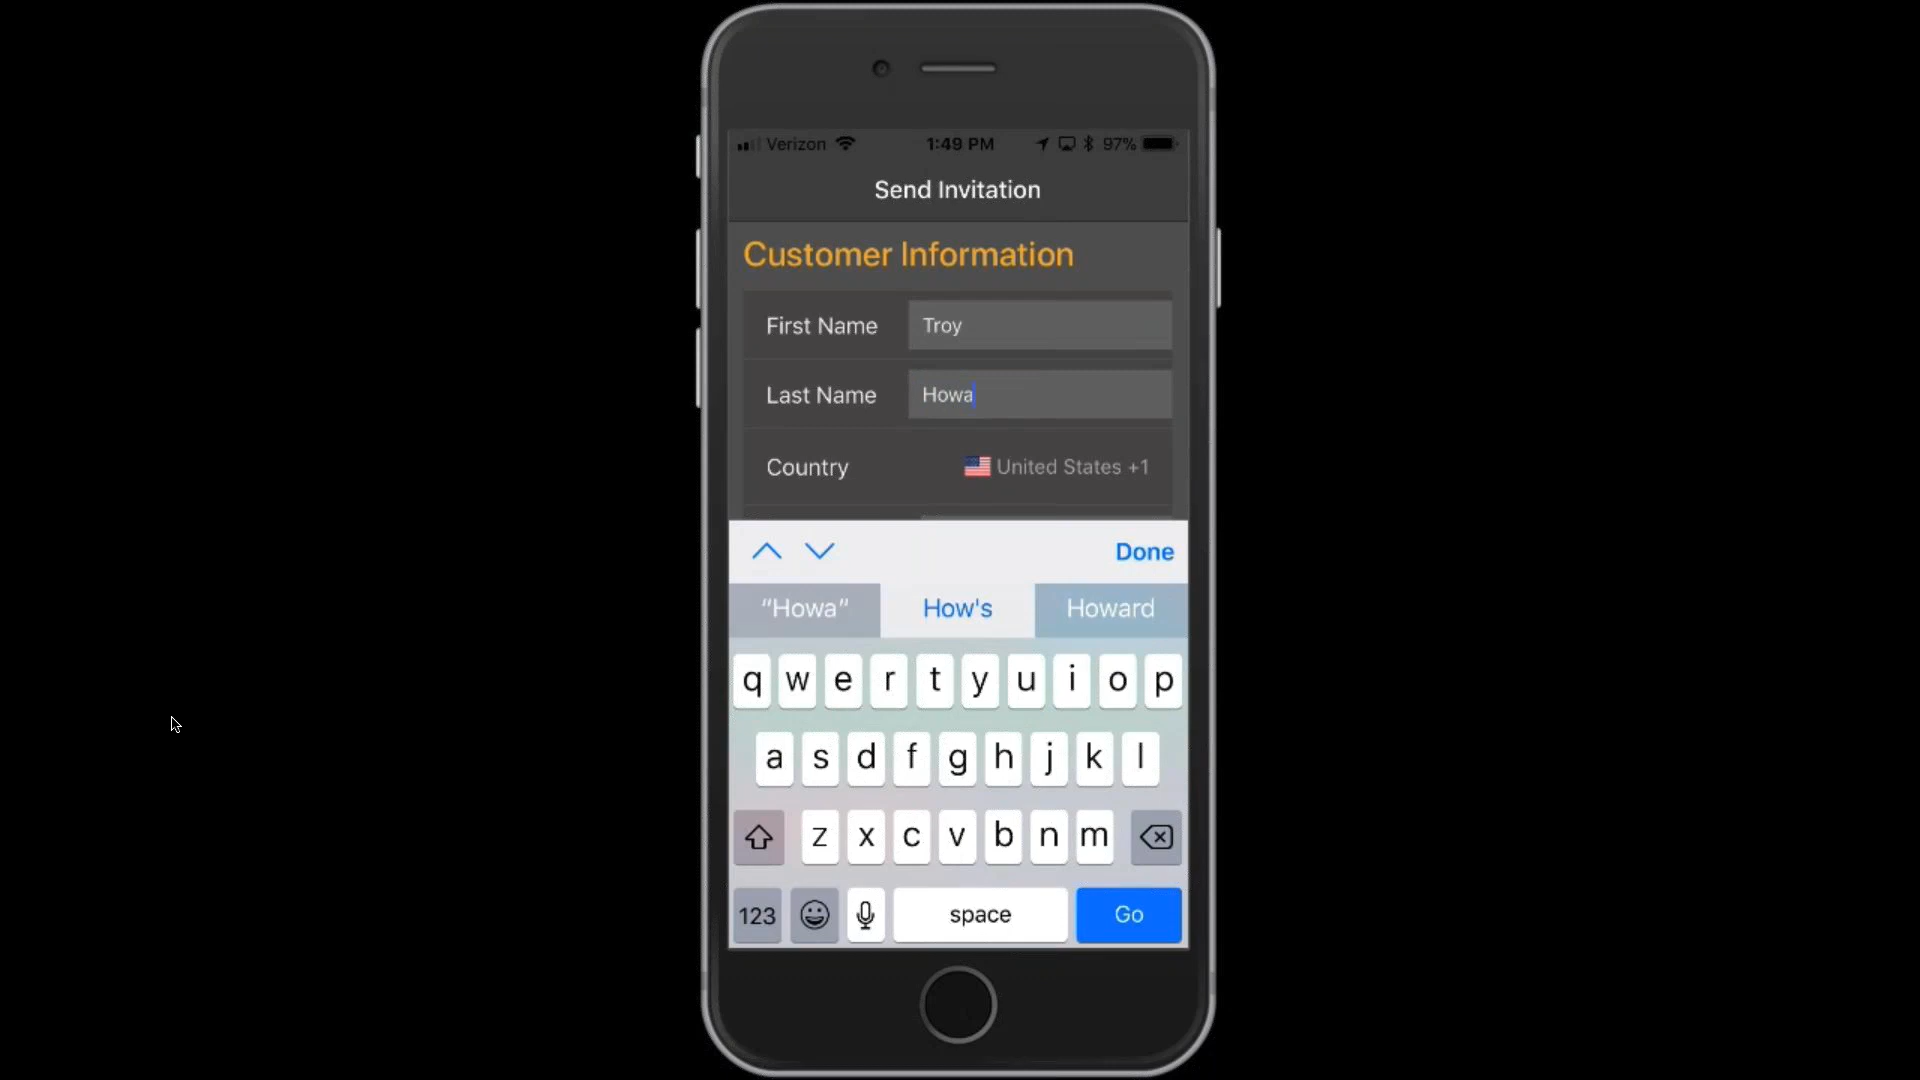 Verizon 1:49 PM 97%
Send Invitation
Customer Information
First Name Troy
Last Name Howa
Country United States +1
Done
“Howa” How's Howard
q w e r t y u i o p
a s d f g h j k l
z x c v b n m
123 space Go